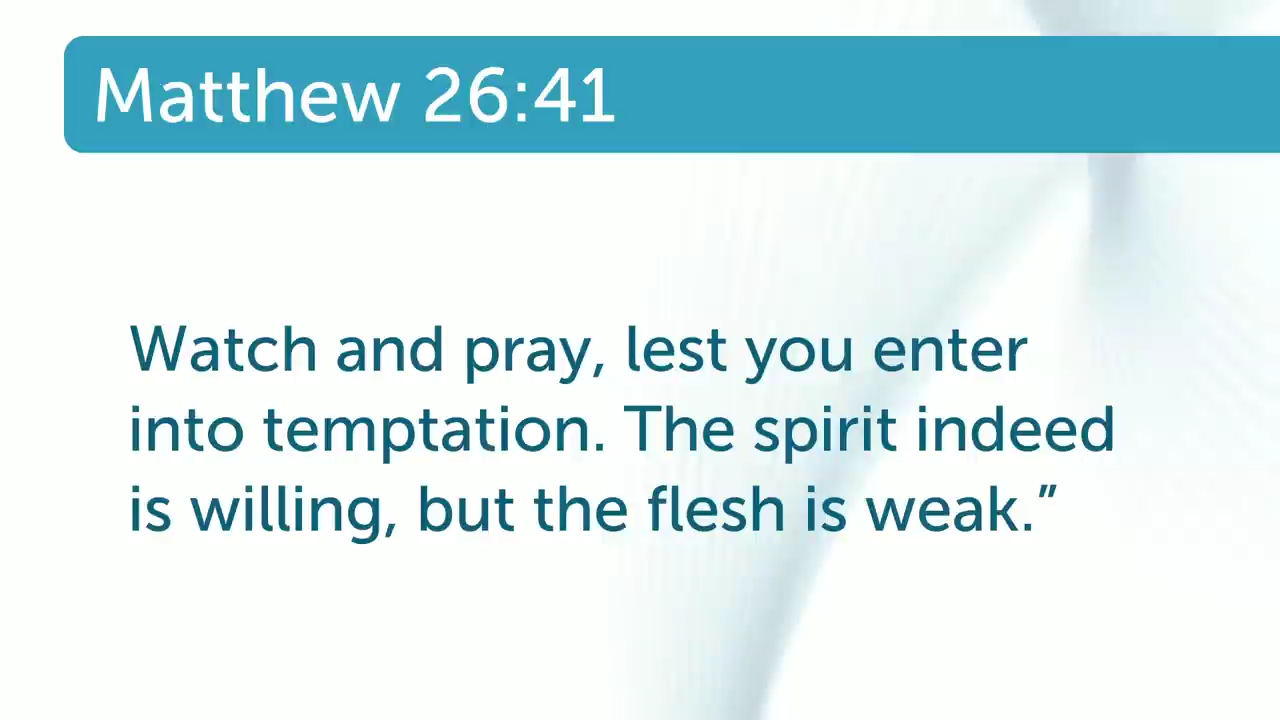 Matthew 26:41
Watch and pray, lest you enter
into temptation. The spirit indeed
is willing, but the flesh is weak.”